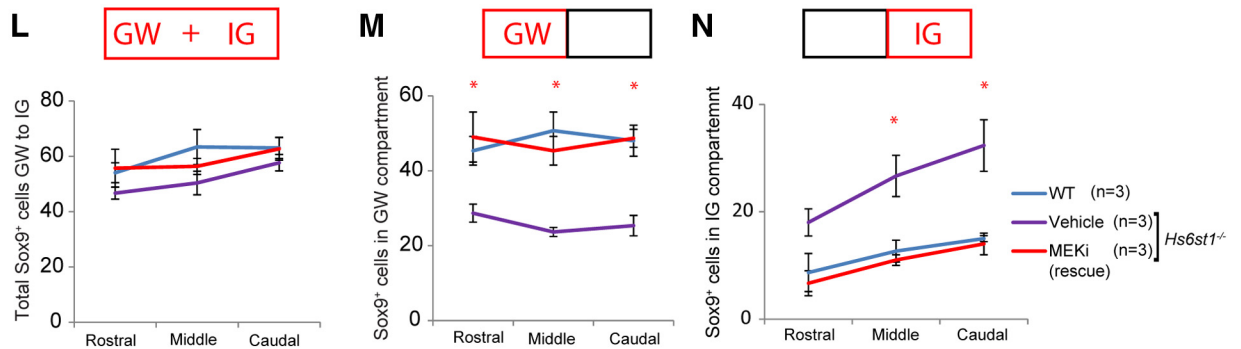 L
GW + IG
Total Sox9+ cells GW to IG
80
60
40
20
0
Rostral Middle Caudal
M
GW
* * *
Sox9+ cells in GW compartment
60
40
20
0
Rostral Middle Caudal
N
IG
* *
Sox9+ cells in IG compartemnt
40
20
0
Rostral Middle Caudal
WT (n=3)
Vehicle (n=3)
MEKi (n=3)
(rescue)
Hs6st1-/-